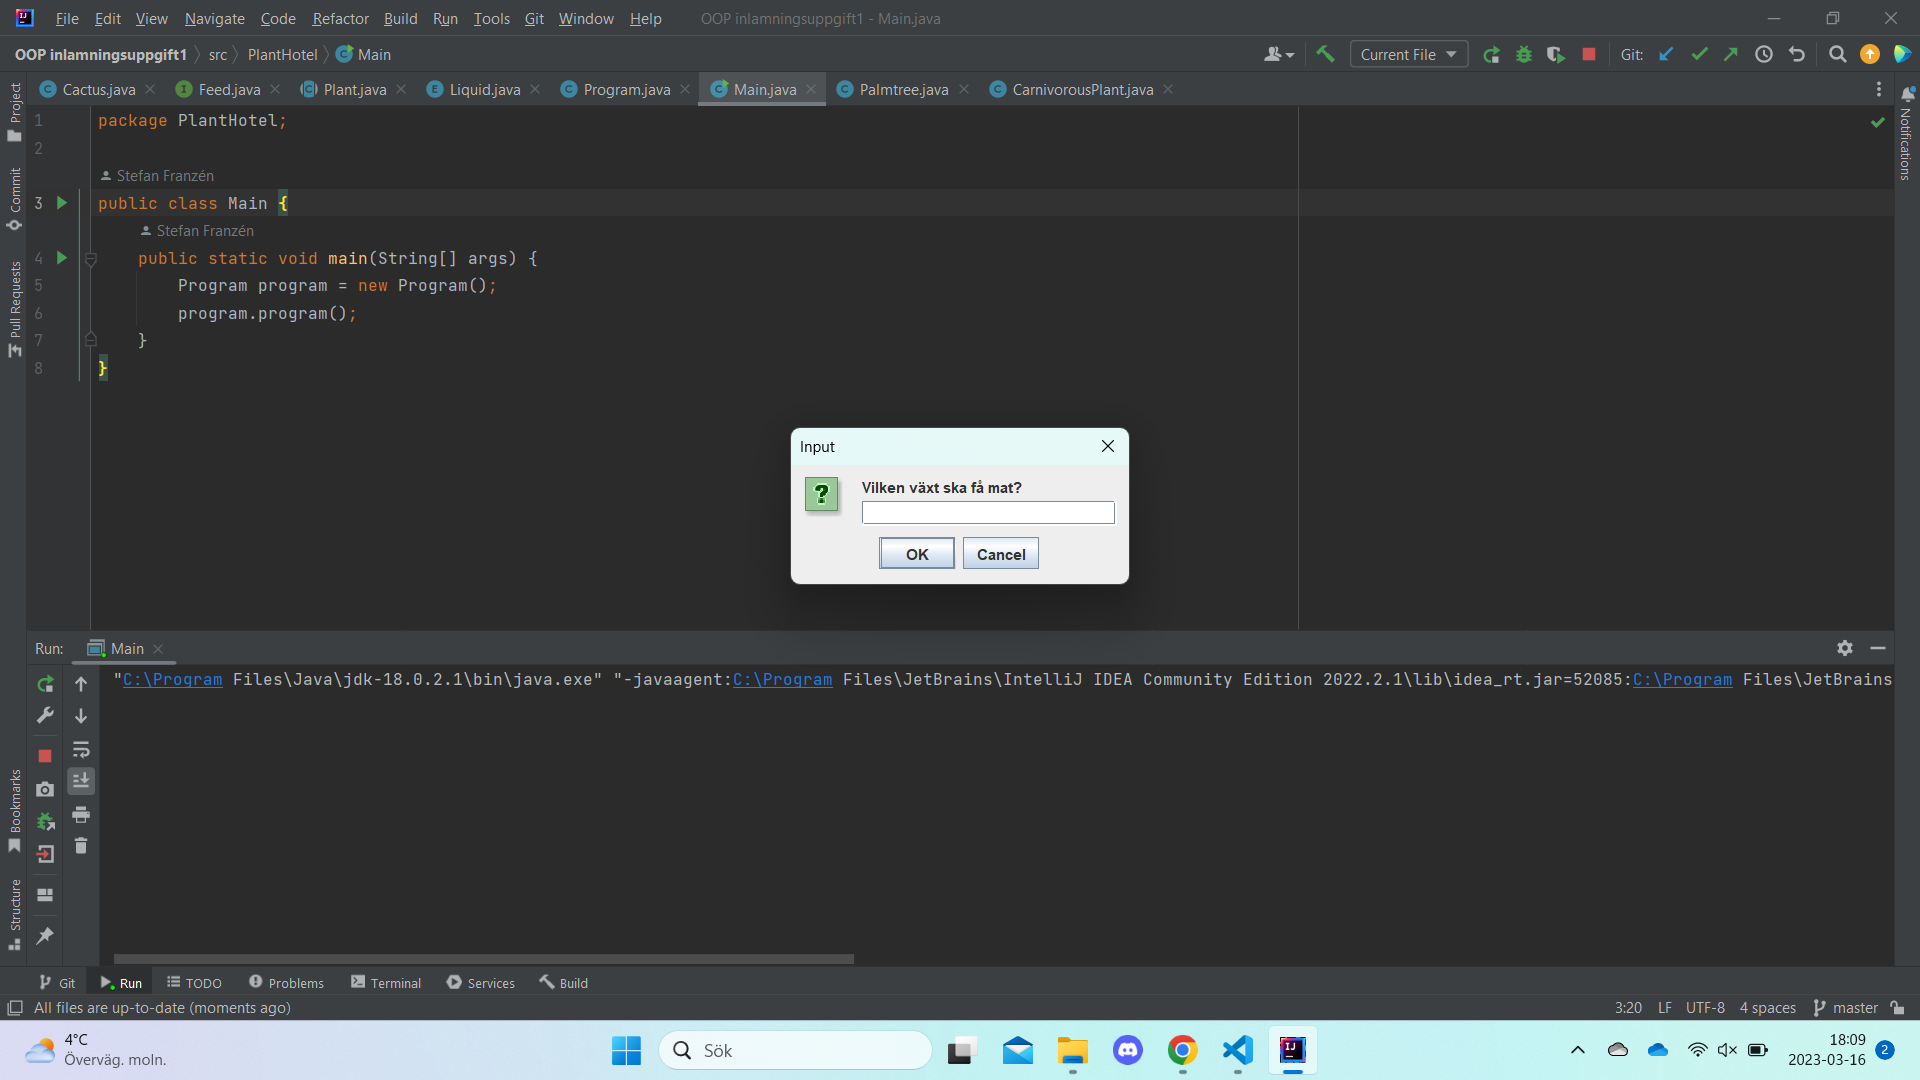 File Edit View Navigate Code Refactor Build Run Tools Git Window Help OOP inlamningsuppgift1 - Main.java
OOP inlamningsuppgift1 src PlantHotel Main Current File Git:
Cactus.java Feed.java Plant.java Liquid.java Program.java Main.java Palmtree.java CarnivorousPlant.java
Project
Commit
Pull Requests
Bookmarks
Structure
Notifications
1 package PlantHotel;
2
Stefan Franzén
3 public class Main {
Stefan Franzén
4 public static void main(String[] args) {
5 Program program = new Program();
6 program.program();
7 }
8 }
Input
Vilken växt ska få mat?
OK Cancel
Run: Main
"C:\Program Files\Java\jdk-18.0.2.1\bin\java.exe" "-javaagent:C:\Program Files\JetBrains\IntelliJ IDEA Community Edition 2022.2.1\lib\idea_rt.jar=52085:C:\Program Files\JetBrains
Git Run TODO Problems Terminal Services Build
All files are up-to-date (moments ago) 3:20 LF UTF-8 4 spaces master
4°C
Överväg. moln.
Sök
18:09
2023-03-16
2